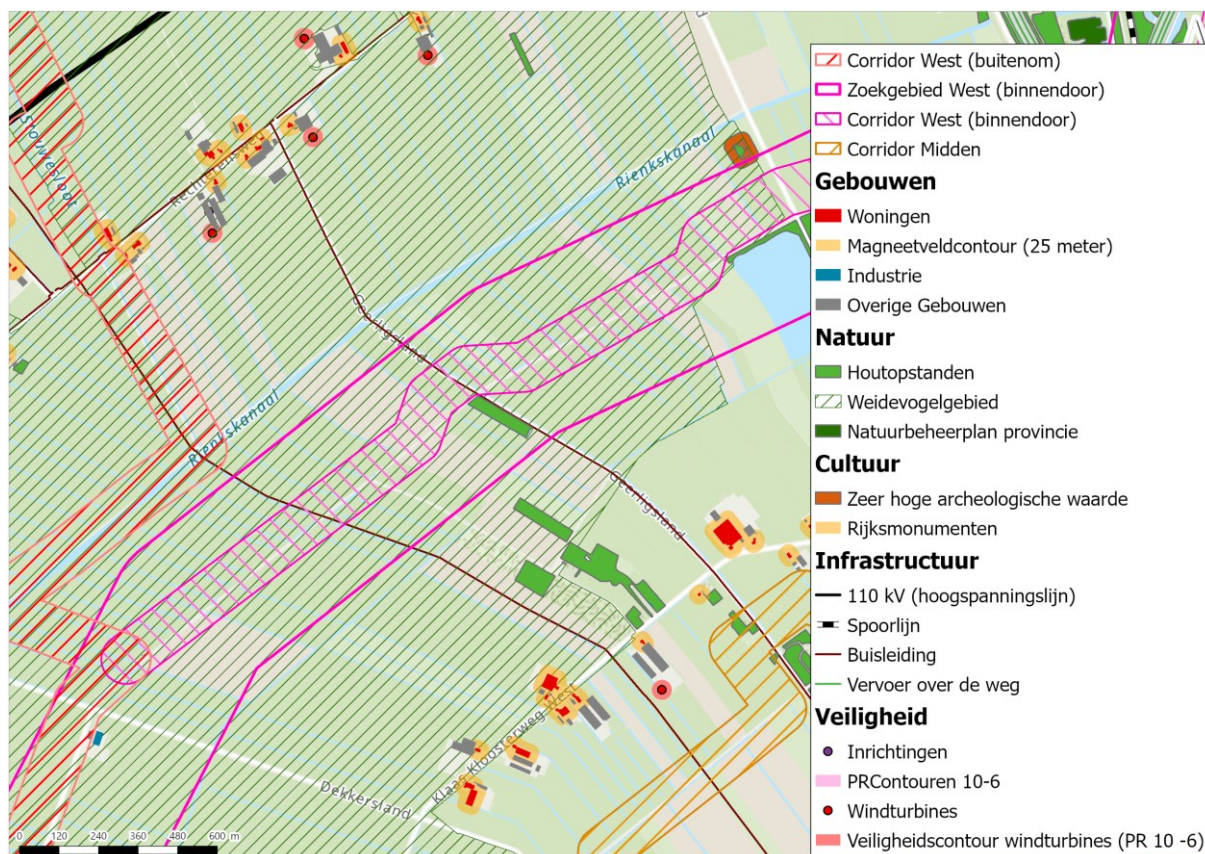 Stouwesloot
Rechterensweg
Rienkskanaal
Geerligsland
Rienkskanaal
Geerligsland
Klaas Kloosterweg West
Dekkersland
0 120 240 360 480 600 m
Corridor West (buitenom)
Zoekgebied West (binnendoor)
Corridor West (binnendoor)
Corridor Midden
Gebouwen
Woningen
Magneetveldcontour (25 meter)
Industrie
Overige Gebouwen
Natuur
Houtopstanden
Weidevogelgebied
Natuurbeheerplan provincie
Cultuur
Zeer hoge archeologische waarde
Rijksmonumenten
Infrastructuur
110 kV (hoogspanningslijn)
Spoorlijn
Buisleiding
Vervoer over de weg
Veiligheid
Inrichtingen
PRContouren 10-6
Windturbines
Veiligheidscontour windturbines (PR 10 -6)